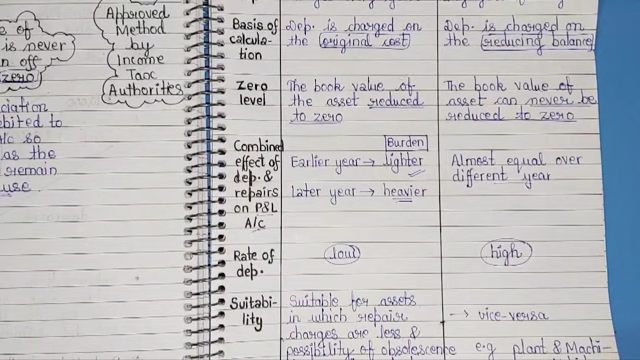 e of
is never
n off
zero
ciation
ebited to
A/c so
as the
remain
use.
Approved
Method
by
Income
Tax
Authorities
Basis of
calcula-
tion
Dep. is charged on
the original cost
Dep. is charged on
the reducing balance
Zero
level
The book value of
the asset reduced
to zero
The book value of
asset can never be
reduced to zero.
Combined
effect of
dep. &
repairs
on P&L
A/c
Burden
Earlier year → lighter
Later year → heavier
Almost equal over
different year
Rate of
dep.
low
high
Suitabi-
lity
Suitable for assets
in which repair
charges are less &
possibility of obsolescence
--> vice-versa
e.g plant & Machi-